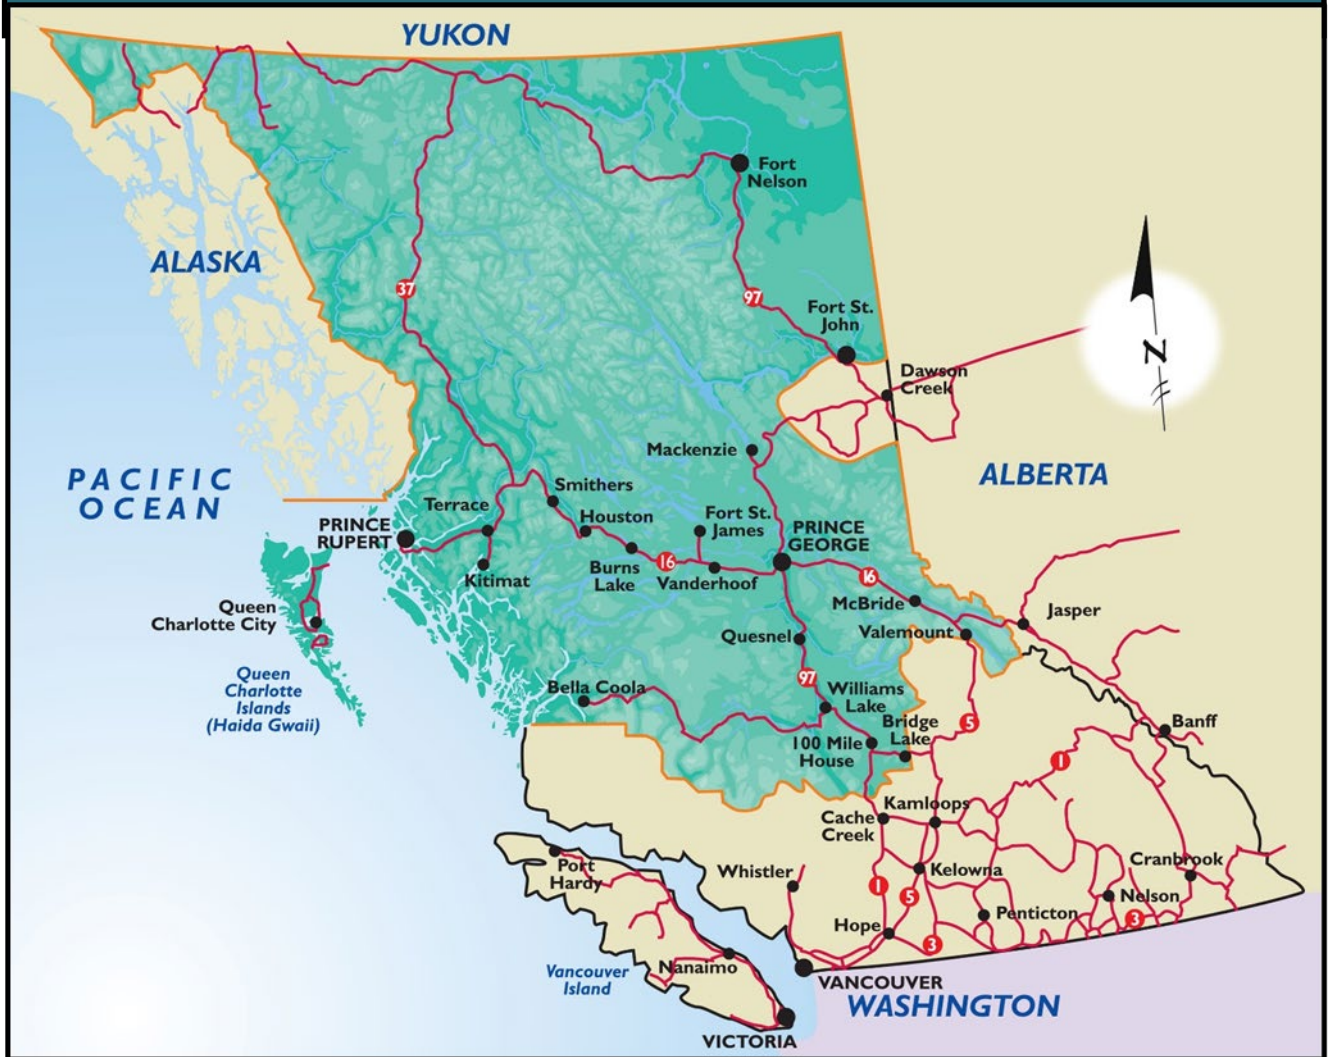 YUKON
Fort
Nelson
ALASKA
37
97
Fort St.
John
N
Dawson
Creek
Mackenzie
ALBERTA
PACIFIC
OCEAN
Smithers
Terrace
Houston
Fort St.
James
PRINCE
RUPERT
PRINCE
GEORGE
Kitimat
Burns
Lake
16
Vanderhoof
16
McBride
Jasper
Queen
Charlotte City
Quesnel
Valemount
Queen
Charlotte
Islands
(Haida Gwaii)
Bella Coola
97
Williams
Lake
5
Bridge
Lake
Banff
100 Mile
House
1
Kamloops
Cache
Creek
Port
Hardy
Whistler
Kelowna
Cranbrook
1
5
Nelson
Penticton
3
Hope
3
Vancouver
Island
Nanaimo
VANCOUVER
WASHINGTON
VICTORIA